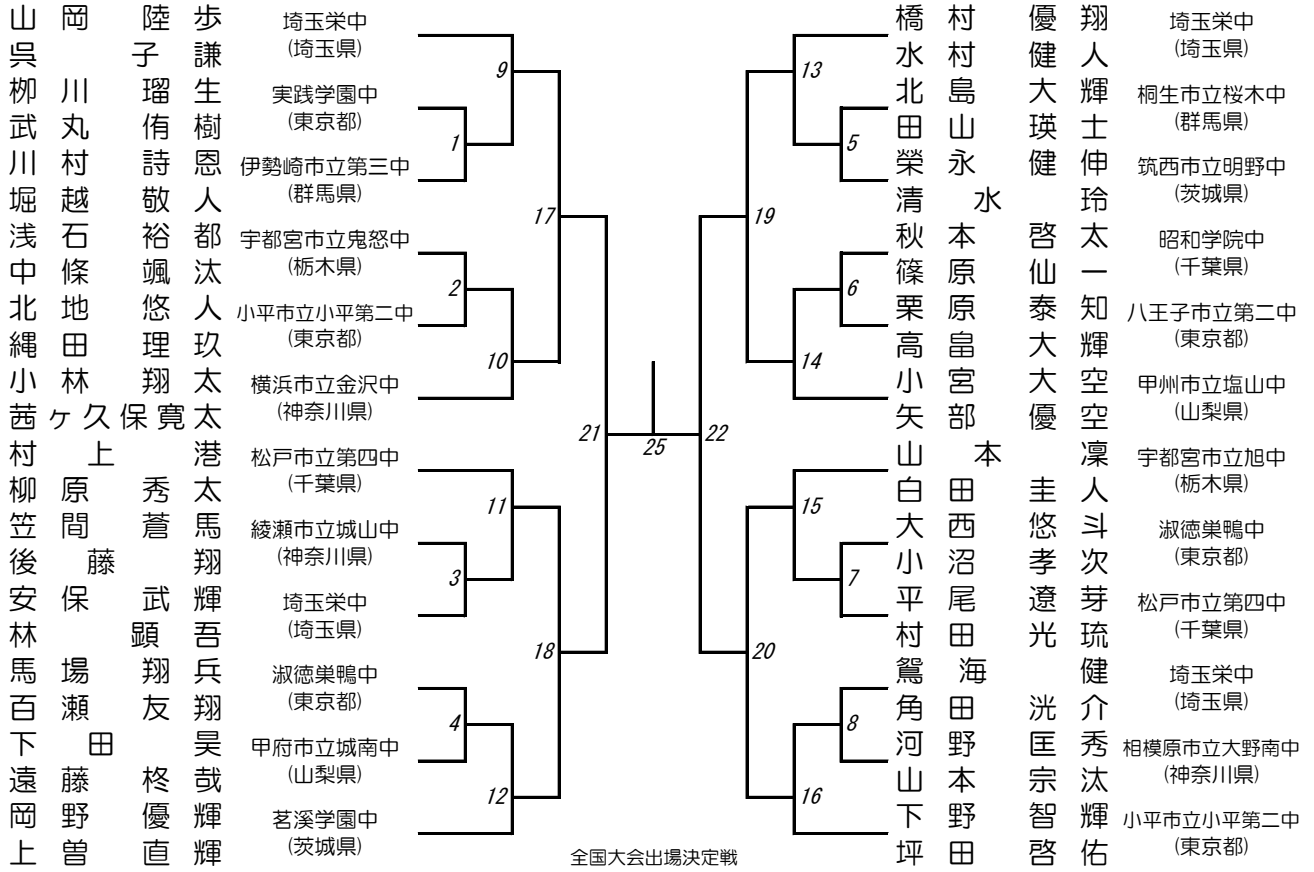 山岡 陸歩 埼玉栄中
呉 子謙 (埼玉県)
栁川 瑠生 実践学園中
武丸 侑樹 (東京都)
川村 詩恩 伊勢崎市立第三中
堀越 敬人 (群馬県)
浅石 裕都 宇都宮市立鬼怒中
中條 颯汰 (栃木県)
北地 悠人 小平市立小平第二中
縄田 理玖 (東京都)
小林 翔太 横浜市立金沢中
茜ヶ久保寛太 (神奈川県)
村上 港 松戸市立第四中
柳原 秀太 (千葉県)
笠間 蒼馬 綾瀬市立城山中
後藤 翔 (神奈川県)
安保 武輝 埼玉栄中
林 顕吾 (埼玉県)
馬場 翔兵 淑徳巣鴨中
百瀬 友翔 (東京都)
下田 昊 甲府市立城南中
遠藤 柊哉 (山梨県)
岡野 優輝 茗溪学園中
上曽 直輝 (茨城県)
9
1
17
2
10
21
11
3
18
4
12
25
22
13
5
19
6
14
15
7
20
8
16
橋村 優翔 埼玉栄中
水村 健人 (埼玉県)
北島 大輝 桐生市立桜木中
田山 瑛士 (群馬県)
榮永 健伸 筑西市立明野中
清水 玲 (茨城県)
秋本 啓太 昭和学院中
篠原 仙一 (千葉県)
栗原 泰知 八王子市立第二中
高畠 大輝 (東京都)
小宮 大空 甲州市立塩山中
矢部 優空 (山梨県)
山本 凜 宇都宮市立旭中
白田 圭人 (栃木県)
大西 悠斗 淑徳巣鴨中
小沼 孝次 (東京都)
平尾 遼芽 松戸市立第四中
村田 光琉 (千葉県)
鴛海 健 埼玉栄中
角田 洸介 (埼玉県)
河野 匡秀 相模原市立大野南中
山本 宗汰 (神奈川県)
下野 智輝 小平市立小平第二中
坪田 啓佑 (東京都)
全国大会出場決定戦